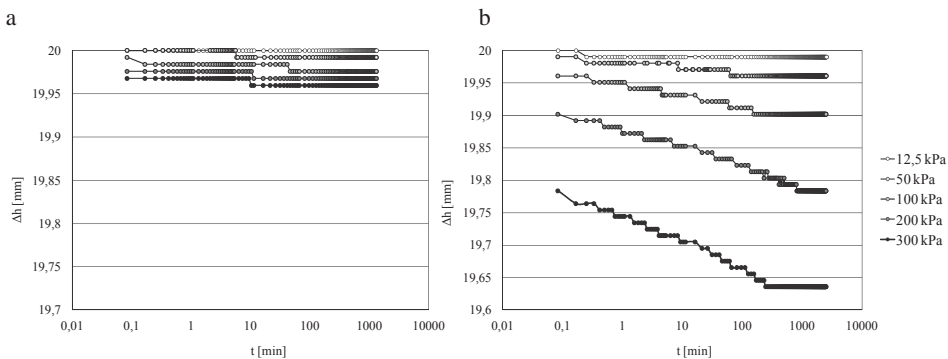 a
20
19,95
19,9
19,85
19,8
19,75
19,7
Δh [mm]
0,01 0,1 1 10 100 1000 10000
t [min]
b
20
19,95
19,9
19,85
19,8
19,75
19,7
19,65
19,6
Δh [mm]
0,01 0,1 1 10 100 1000 10000
t [min]
12,5 kPa
50 kPa
100 kPa
200 kPa
300 kPa